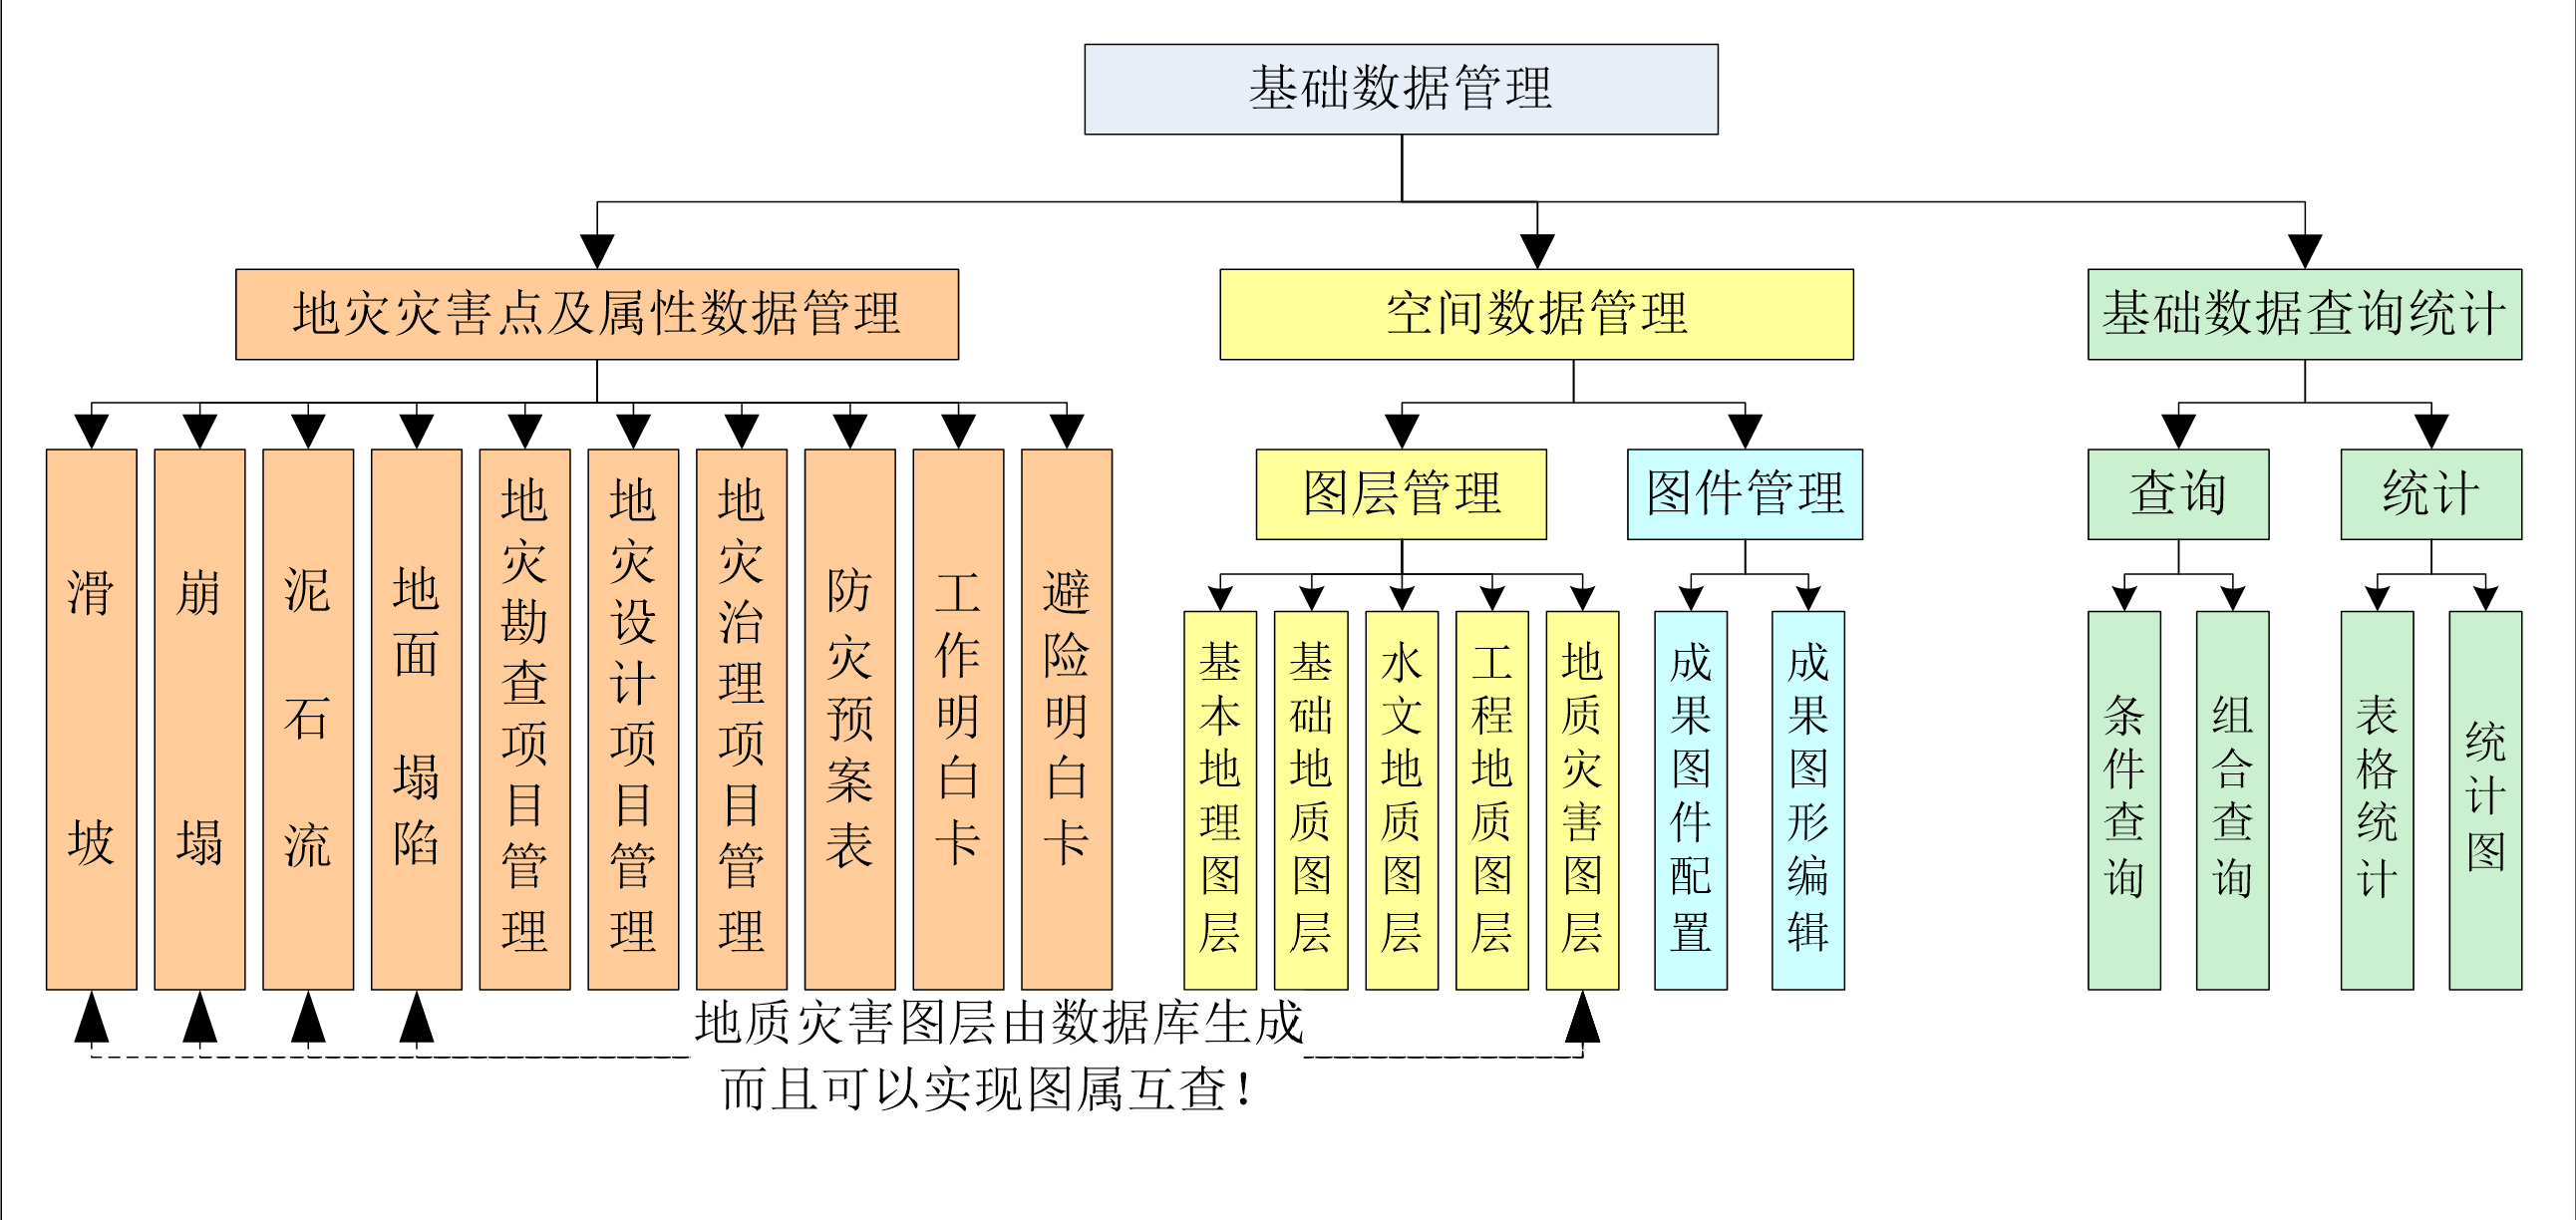 基础数据管理
地灾灾害点及属性数据管理
空间数据管理
基础数据查询统计
图层管理
图件管理
查询
统计
滑坡
崩塌
泥石流
地面塌陷
地灾勘查项目管理
地灾设计项目管理
地灾治理项目管理
防灾预案表
工作明白卡
避险明白卡
基本地理图层
基础地质图层
水文地质图层
工程地质图层
地质灾害图层
成果图件配置
成果图形编辑
条件查询
组合查询
表格统计
统计图
地质灾害图层由数据库生成
而且可以实现图属互查！